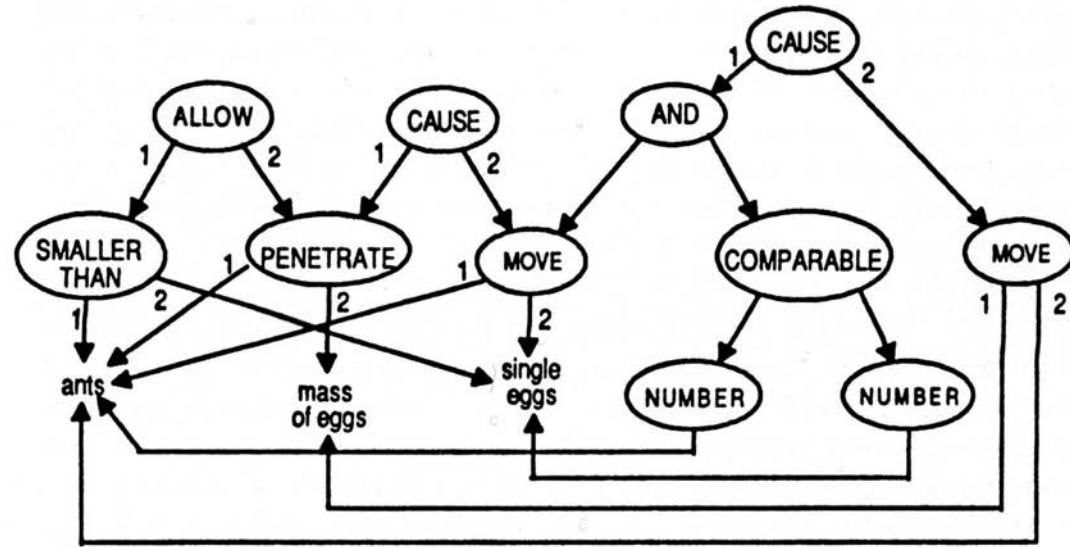 CAUSE
1
2
ALLOW
CAUSE
AND
1
2
1
2
SMALLER
THAN
PENETRATE
MOVE
COMPARABLE
MOVE
1
2
1
2
1
2
1
2
ants
mass
of eggs
single
eggs
NUMBER
NUMBER